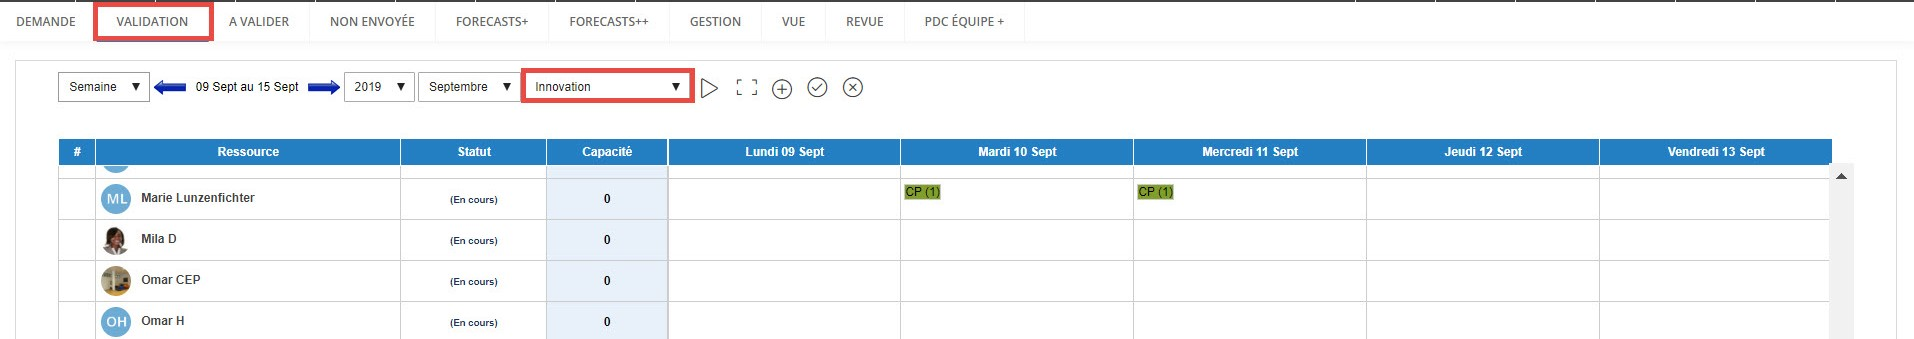 DEMANDE VALIDATION A VALIDER NON ENVOYÉE FORECASTS+ FORECASTS++ GESTION VUE REVUE PDC ÉQUIPE +
Semaine 09 Sept au 15 Sept 2019 Septembre Innovation
# Ressource Statut Capacité Lundi 09 Sept Mardi 10 Sept Mercredi 11 Sept Jeudi 12 Sept Vendredi 13 Sept
ML Marie Lunzenfichter (En cours) 0 CP (1) CP (1)
Mila D (En cours) 0
Omar CEP (En cours) 0
OH Omar H (En cours) 0